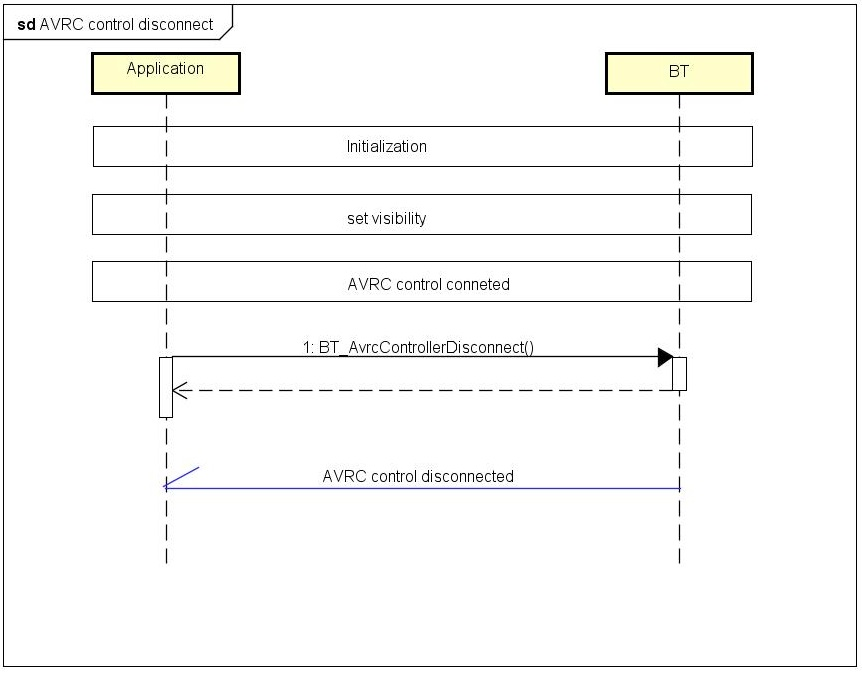 sd AVRC control disconnect
Application
BT
Initialization
set visibility
AVRC control conneted
1: BT_AvrcControllerDisconnect()
AVRC control disconnected